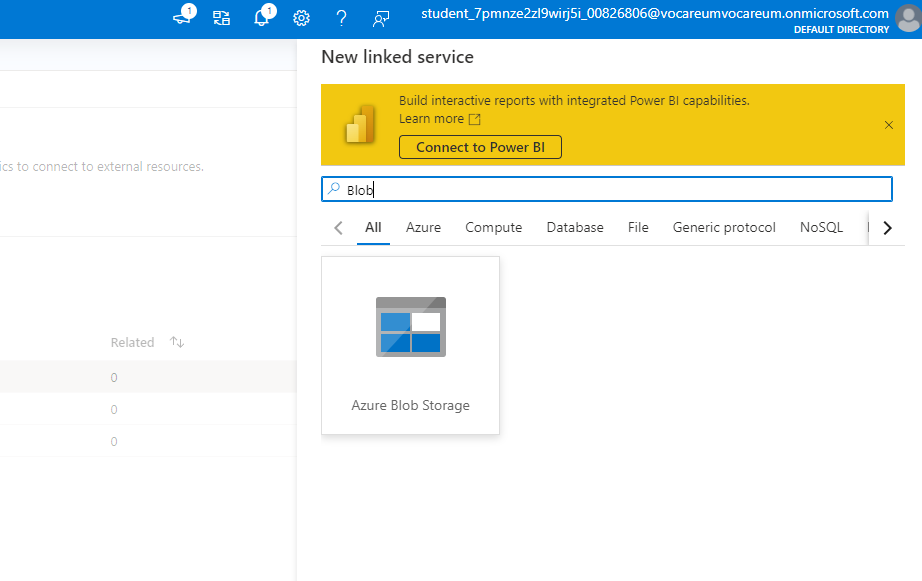 1
1
student_7pmnze2zl9wirj5i_00826806@vocareumvocareum.onmicrosoft.com
DEFAULT DIRECTORY
New linked service
Build interactive reports with integrated Power BI capabilities.
Learn more
Connect to Power BI
ics to connect to external resources.
Blob
All Azure Compute Database File Generic protocol NoSQL
Related
0
0
0
Azure Blob Storage